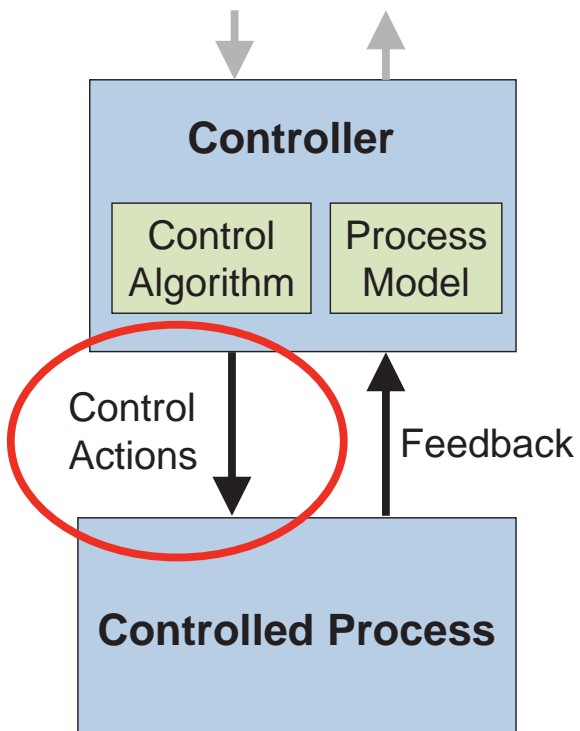 Controller
Control
Algorithm
Process
Model
Control
Actions
Feedback
Controlled Process